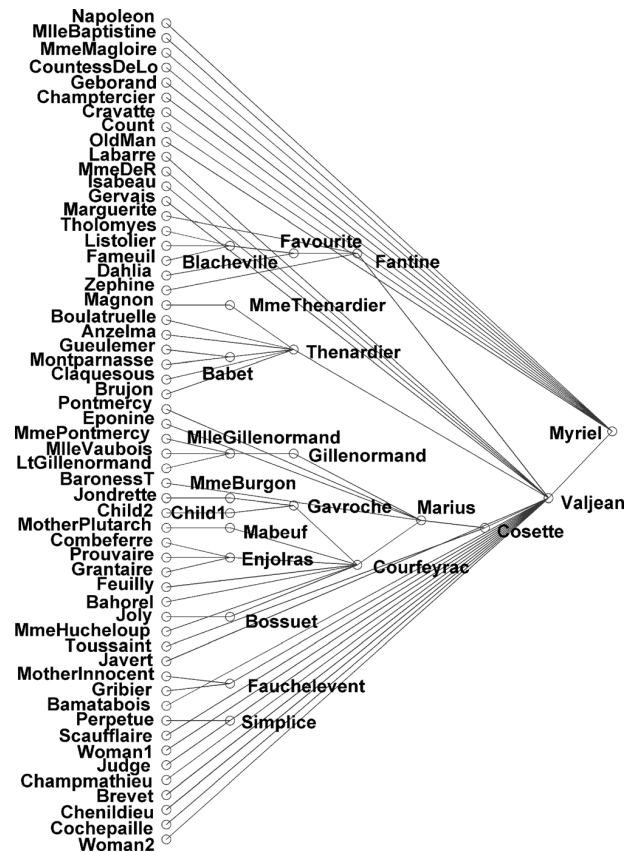 Napoleon
MlleBaptistine
MmeMagloire
CountessDeLo
Geborand
Champtercier
Cravatte
Count
OldMan
Labarre
MmeDeR
Isabeau
Gervais
Marguerite
Tholomyes
Listolier
Fameuil
Dahlia
Zephine
Magnon
Boulatruelle
Anzelma
Gueulemer
Montparnasse
Claquesous
Brujon
Pontmercy
Eponine
MmePontmercy
MlleVaubois
LtGillenormand
BaronessT
Jondrette
Child2
MotherPlutarch
Combeferre
Prouvaire
Grantaire
Feuilly
Bahorel
Joly
MmeHucheloup
Toussaint
Javert
MotherInnocent
Gribier
Bamatabois
Perpetue
Scaufflaire
Woman1
Judge
Champmathieu
Brevet
Chenildieu
Cochepaille
Woman2
Blacheville
Favourite
Fantine
MmeThenardier
Thenardier
Babet
MlleGillenormand
Gillenormand
MmeBurgon
Child1
Gavroche
Mabeuf
Enjolras
Courfeyrac
Bossuet
Fauchelevent
Simplice
Marius
Cosette
Valjean
Myriel